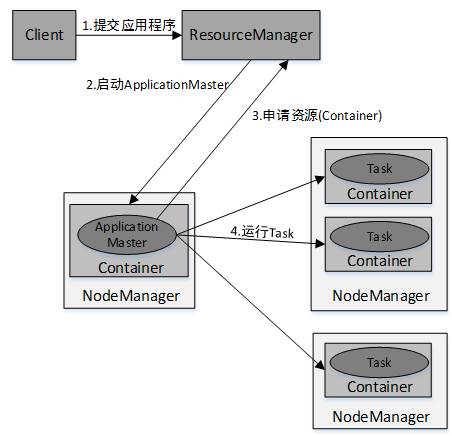 Client
1.提交应用程序
ResourceManager
2.启动ApplicationMaster
3.申请资源(Container)
Application
Master
Container
NodeManager
4.运行Task
Task
Container
Task
Container
NodeManager
Task
Container
NodeManager